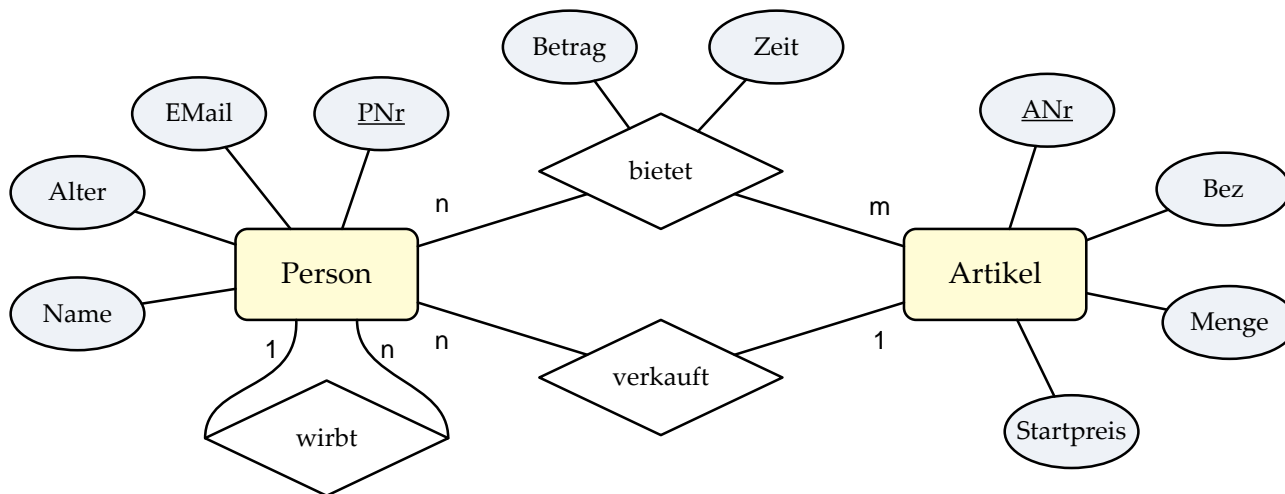 Betrag
Zeit
EMail
PNr
ANr
bietet
Alter
Bez
n
m
Person
Artikel
Name
Menge
1
n
n
1
verkauft
wirbt
Startpreis